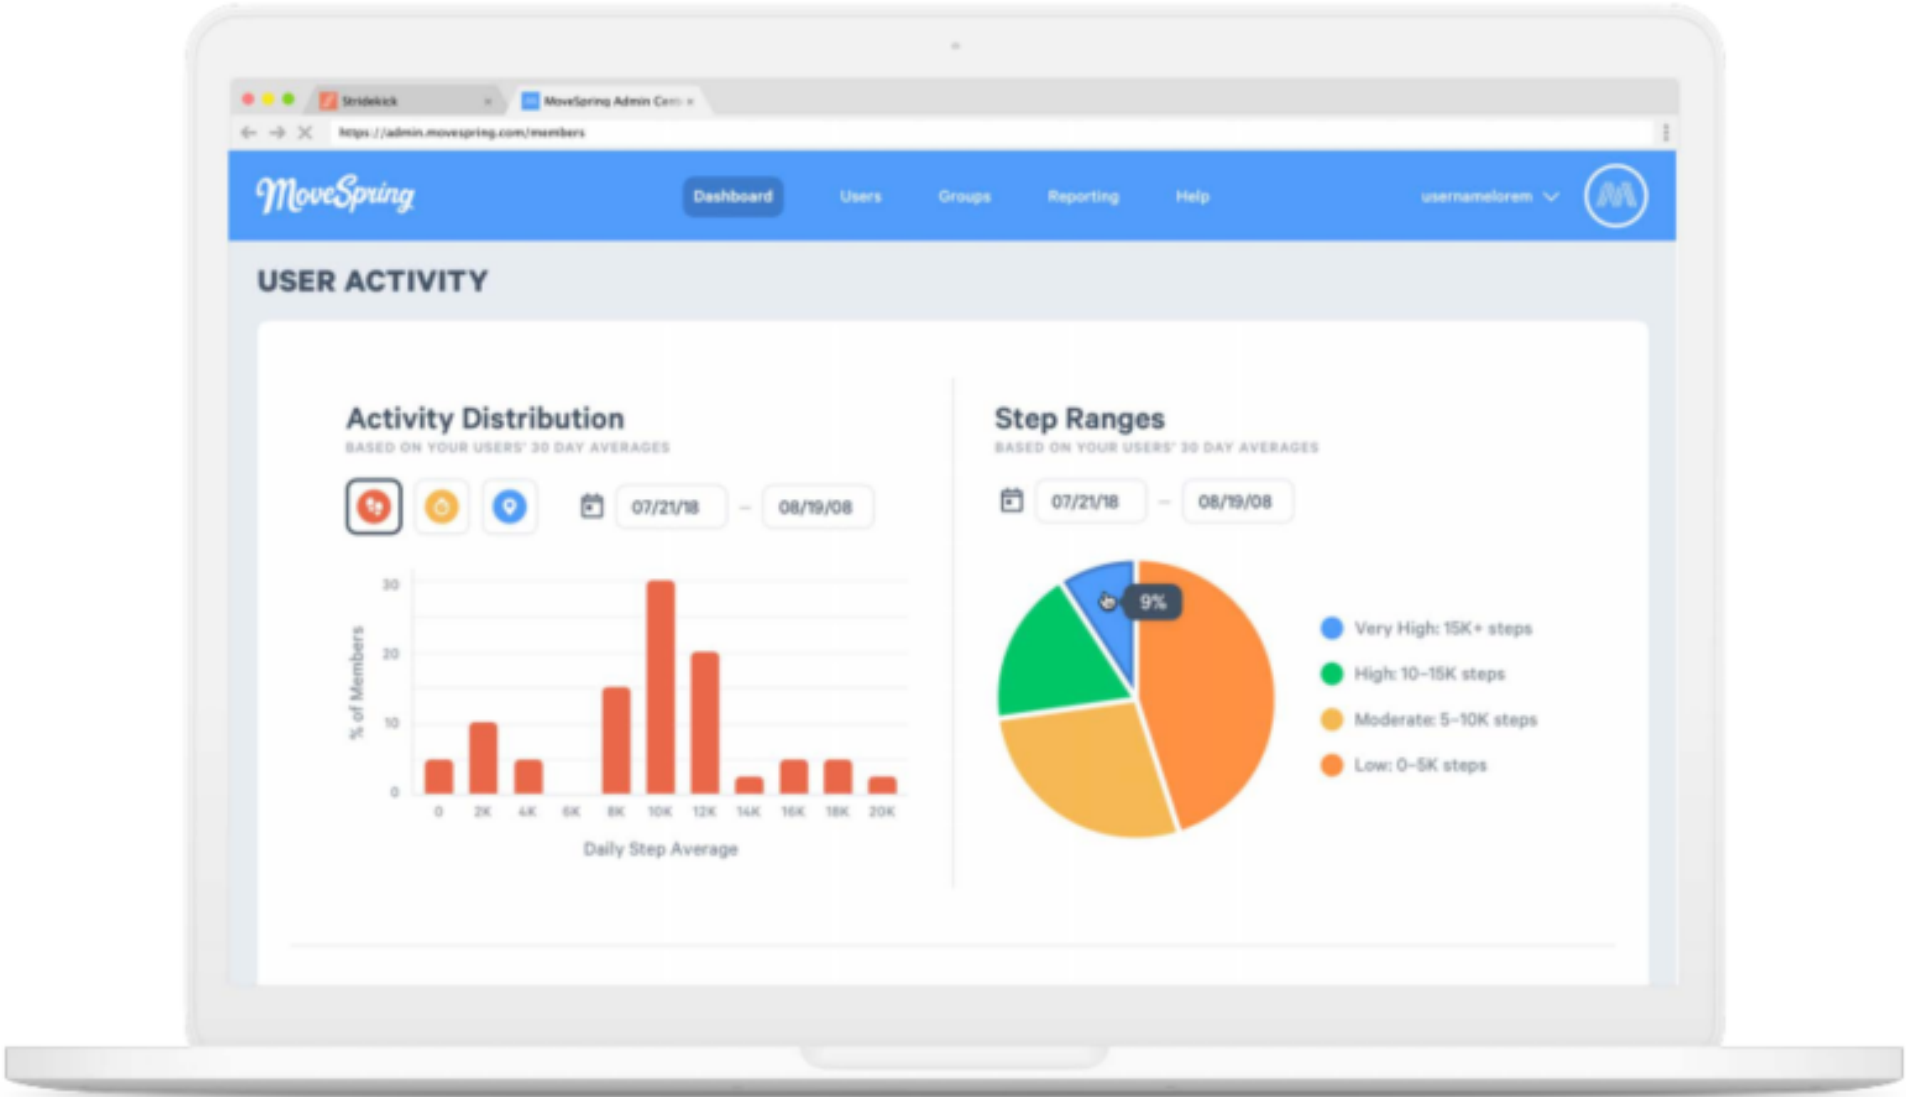 Stridekick
MoveSpring Admin Cen
https://admin.movespring.com/members
MoveSpring
Dashboard Users Groups Reporting Help usernamelorem
USER ACTIVITY
Activity Distribution
BASED ON YOUR USERS' 30 DAY AVERAGES
07/21/18 – 08/19/08
% of Members
30
20
10
0
0 2K 4K 6K 8K 10K 12K 14K 16K 18K 20K
Daily Step Average
Step Ranges
BASED ON YOUR USERS' 30 DAY AVERAGES
07/21/18 – 08/19/08
9%
Very High: 15K+ steps
High: 10–15K steps
Moderate: 5–10K steps
Low: 0–5K steps